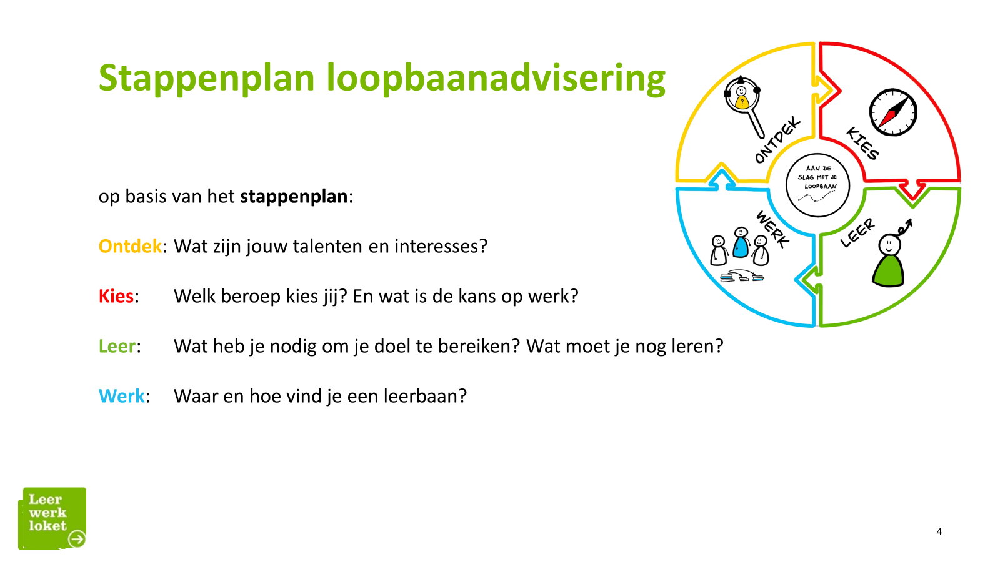 Stappenplan loopbaanadvisering
op basis van het stappenplan:
Ontdek: Wat zijn jouw talenten en interesses?
Kies: Welk beroep kies jij? En wat is de kans op werk?
Leer: Wat heb je nodig om je doel te bereiken? Wat moet je nog leren?
Werk: Waar en hoe vind je een leerbaan?
ONTDEK
?
KIES
LEER
WERK
AAN DE
SLAG MET JE
LOOPBAAN
Leer
werk
loket
4